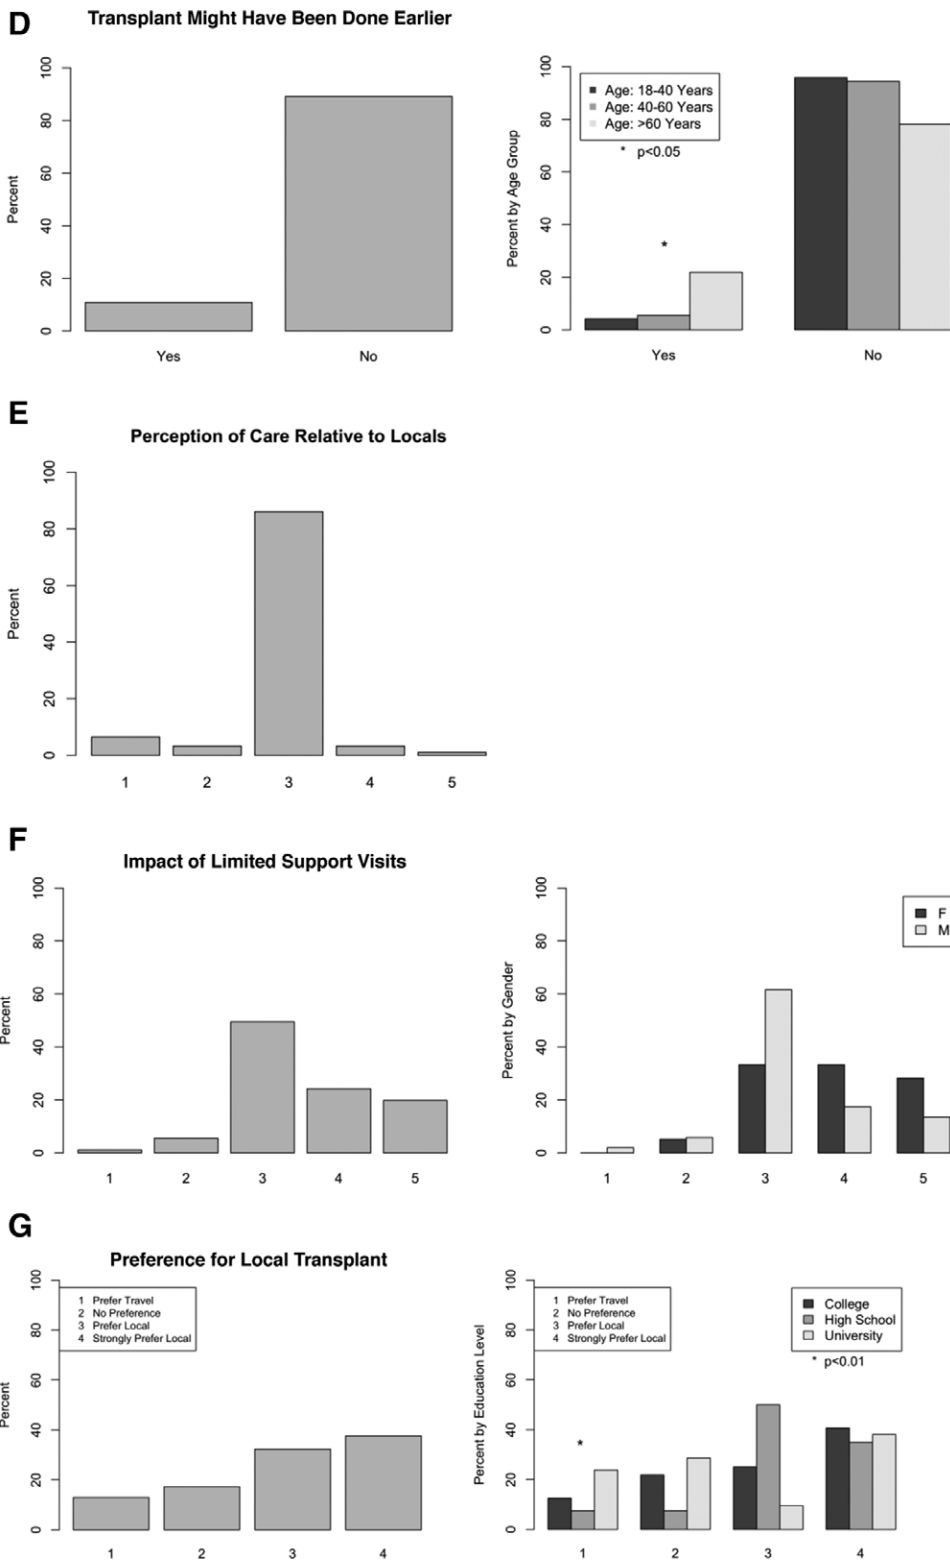 D
Transplant Might Have Been Done Earlier
Percent
0
20
40
60
80
100
Yes
No
Percent by Age Group
0
20
40
60
80
100
Age: 18-40 Years
Age: 40-60 Years
Age: >60 Years
* p<0.05
*
Yes
No
E
Perception of Care Relative to Locals
Percent
0
20
40
60
80
100
1 2 3 4 5
F
Impact of Limited Support Visits
Percent
0
20
40
60
80
100
1 2 3 4 5
Percent by Gender
0
20
40
60
80
100
F
M
1 2 3 4 5
G
Preference for Local Transplant
Percent
0
20
40
60
80
100
1 Prefer Travel
2 No Preference
3 Prefer Local
4 Strongly Prefer Local
1 2 3 4
Percent by Education Level
0
20
40
60
80
100
1 Prefer Travel
2 No Preference
3 Prefer Local
4 Strongly Prefer Local
College
High School
University
* p<0.01
*
1 2 3 4